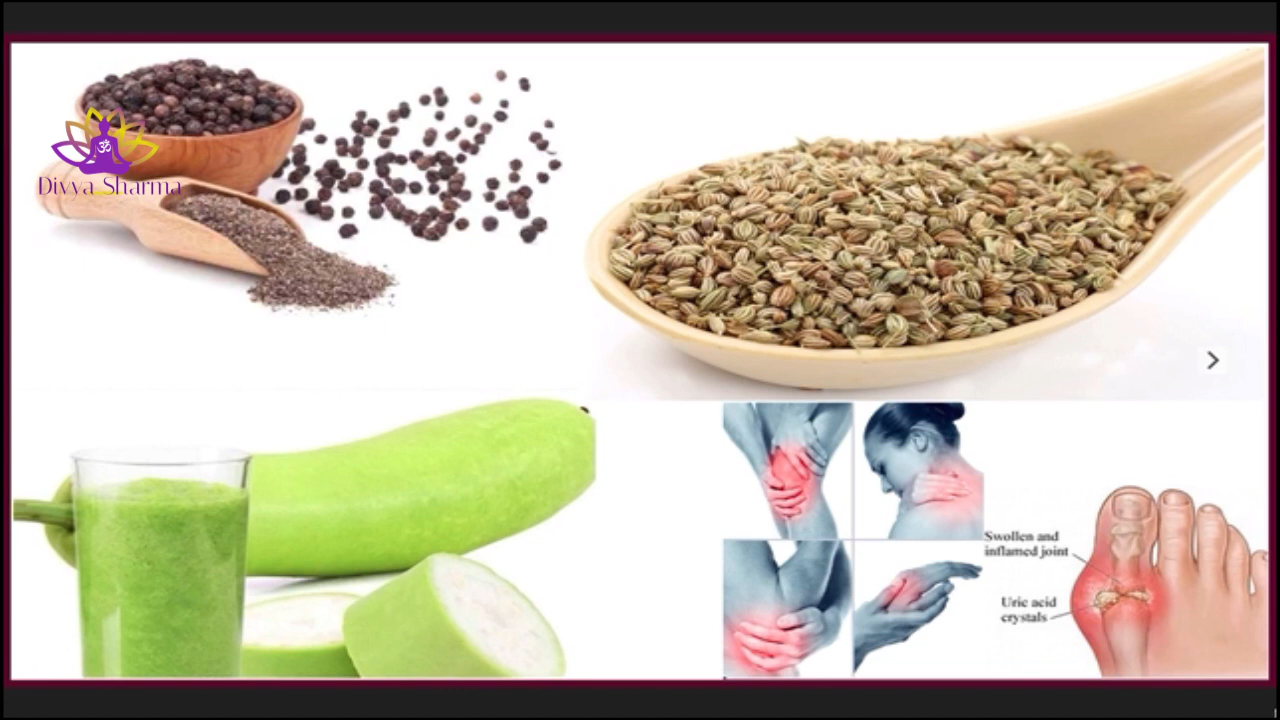 ॐ
Divya Sharma
Swollen and
inflamed joint
Uric acid
crystals